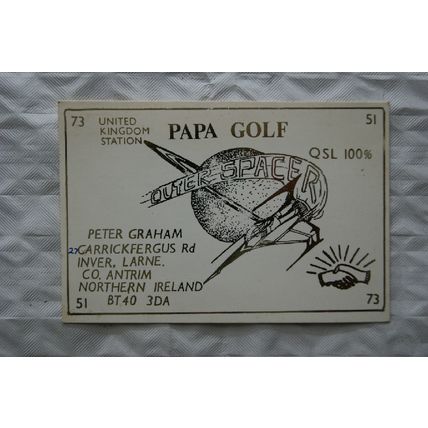 73
51
UNITED
KINGDOM
STATION
PAPA GOLF
QSL 100%
OUTER SPACER
PETER GRAHAM
27 CARRICKFERGUS Rd
INVER, LARNE.
CO. ANTRIM
NORTHERN IRELAND
BT40 3DA
51
73